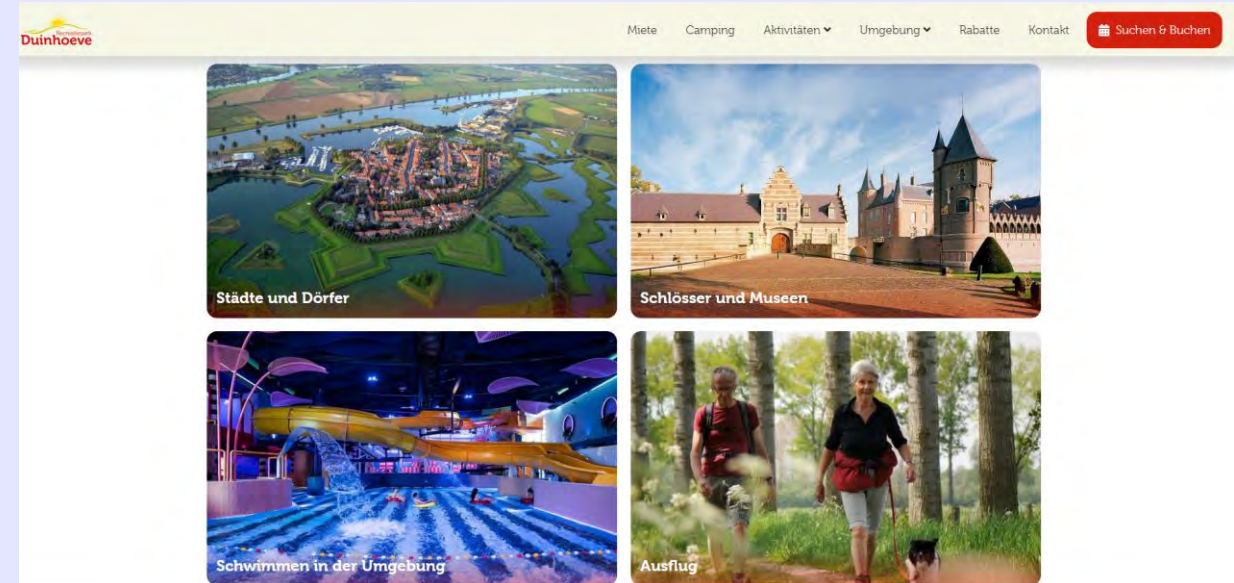 Recreatiepark
Duinhoeve
Miete Camping Aktivitäten Umgebung Rabatte Kontakt Suchen & Buchen
Städte und Dörfer
Schlösser und Museen
Schwimmen in der Umgebung
Ausflug